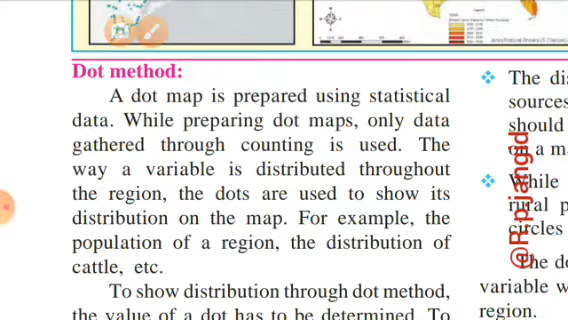 Dot method:
A dot map is prepared using statistical
data. While preparing dot maps, only data
gathered through counting is used. The
way a variable is distributed throughout
the region, the dots are used to show its
distribution on the map. For example, the
population of a region, the distribution of
cattle, etc.
To show distribution through dot method,
the value of a dot has to be determined. To
❖ The
sources
should
on a m
❖ While
rural p
circles
The
variable w
region.
@R.p.jangid